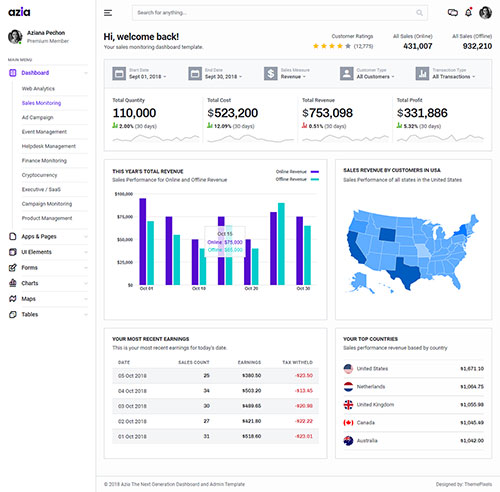 azia
Search for anything...
Aziana Pechon
Premium Member
MAIN MENU
Dashboard
Web Analytics
Sales Monitoring
Ad Campaign
Event Management
Helpdesk Management
Finance Monitoring
Cryptocurrency
Executive / SaaS
Campaign Monitoring
Product Management
Apps & Pages
UI Elements
Forms
Charts
Maps
Tables
Hi, welcome back!
Your sales monitoring dashboard template.
Customer Ratings
(12,775)
All Sales (Online)
431,007
All Sales (Offline)
932,210
Start Date
Sept 01, 2018
End Date
Sept 30, 2018
Sales Measure
Revenue
Customer Type
All Customers
Transaction Type
All Transactions
Total Quantity
110,000
2.00% (30 days)
Total Cost
$523,200
12.09% (30 days)
Total Revenue
$753,098
0.51% (30 days)
Total Profit
$331,886
5.32% (30 days)
THIS YEAR'S TOTAL REVENUE
Sales Performance for Online and Offline Revenue
Online Revenue
Offline Revenue
$100,000
$75,000
$50,000
$25,000
$0
Oct 15
Online: $75,000
Offline: $65,000
Oct 01
Oct 10
Oct 20
Oct 30
SALES REVENUE BY CUSTOMERS IN USA
Sales Performance of all states in the United States
YOUR MOST RECENT EARNINGS
This is your most recent earnings for today's date.
DATE SALES COUNT EARNINGS TAX WITHELD
05 Oct 2018 25 $380.50 -$23.50
04 Oct 2018 34 $503.20 -$13.45
03 Oct 2018 30 $489.65 -$20.98
02 Oct 2018 27 $421.80 -$22.22
01 Oct 2018 31 $518.60 -$23.01
YOUR TOP COUNTRIES
Sales performance revenue based by country
United States $1,671.10
Netherlands $1,064.75
United Kingdom $1,055.98
Canada $1,045.49
Australia $1,042.00
© 2018 Azia The Next Generation Dashboard and Admin Template
Designed by: ThemePixels